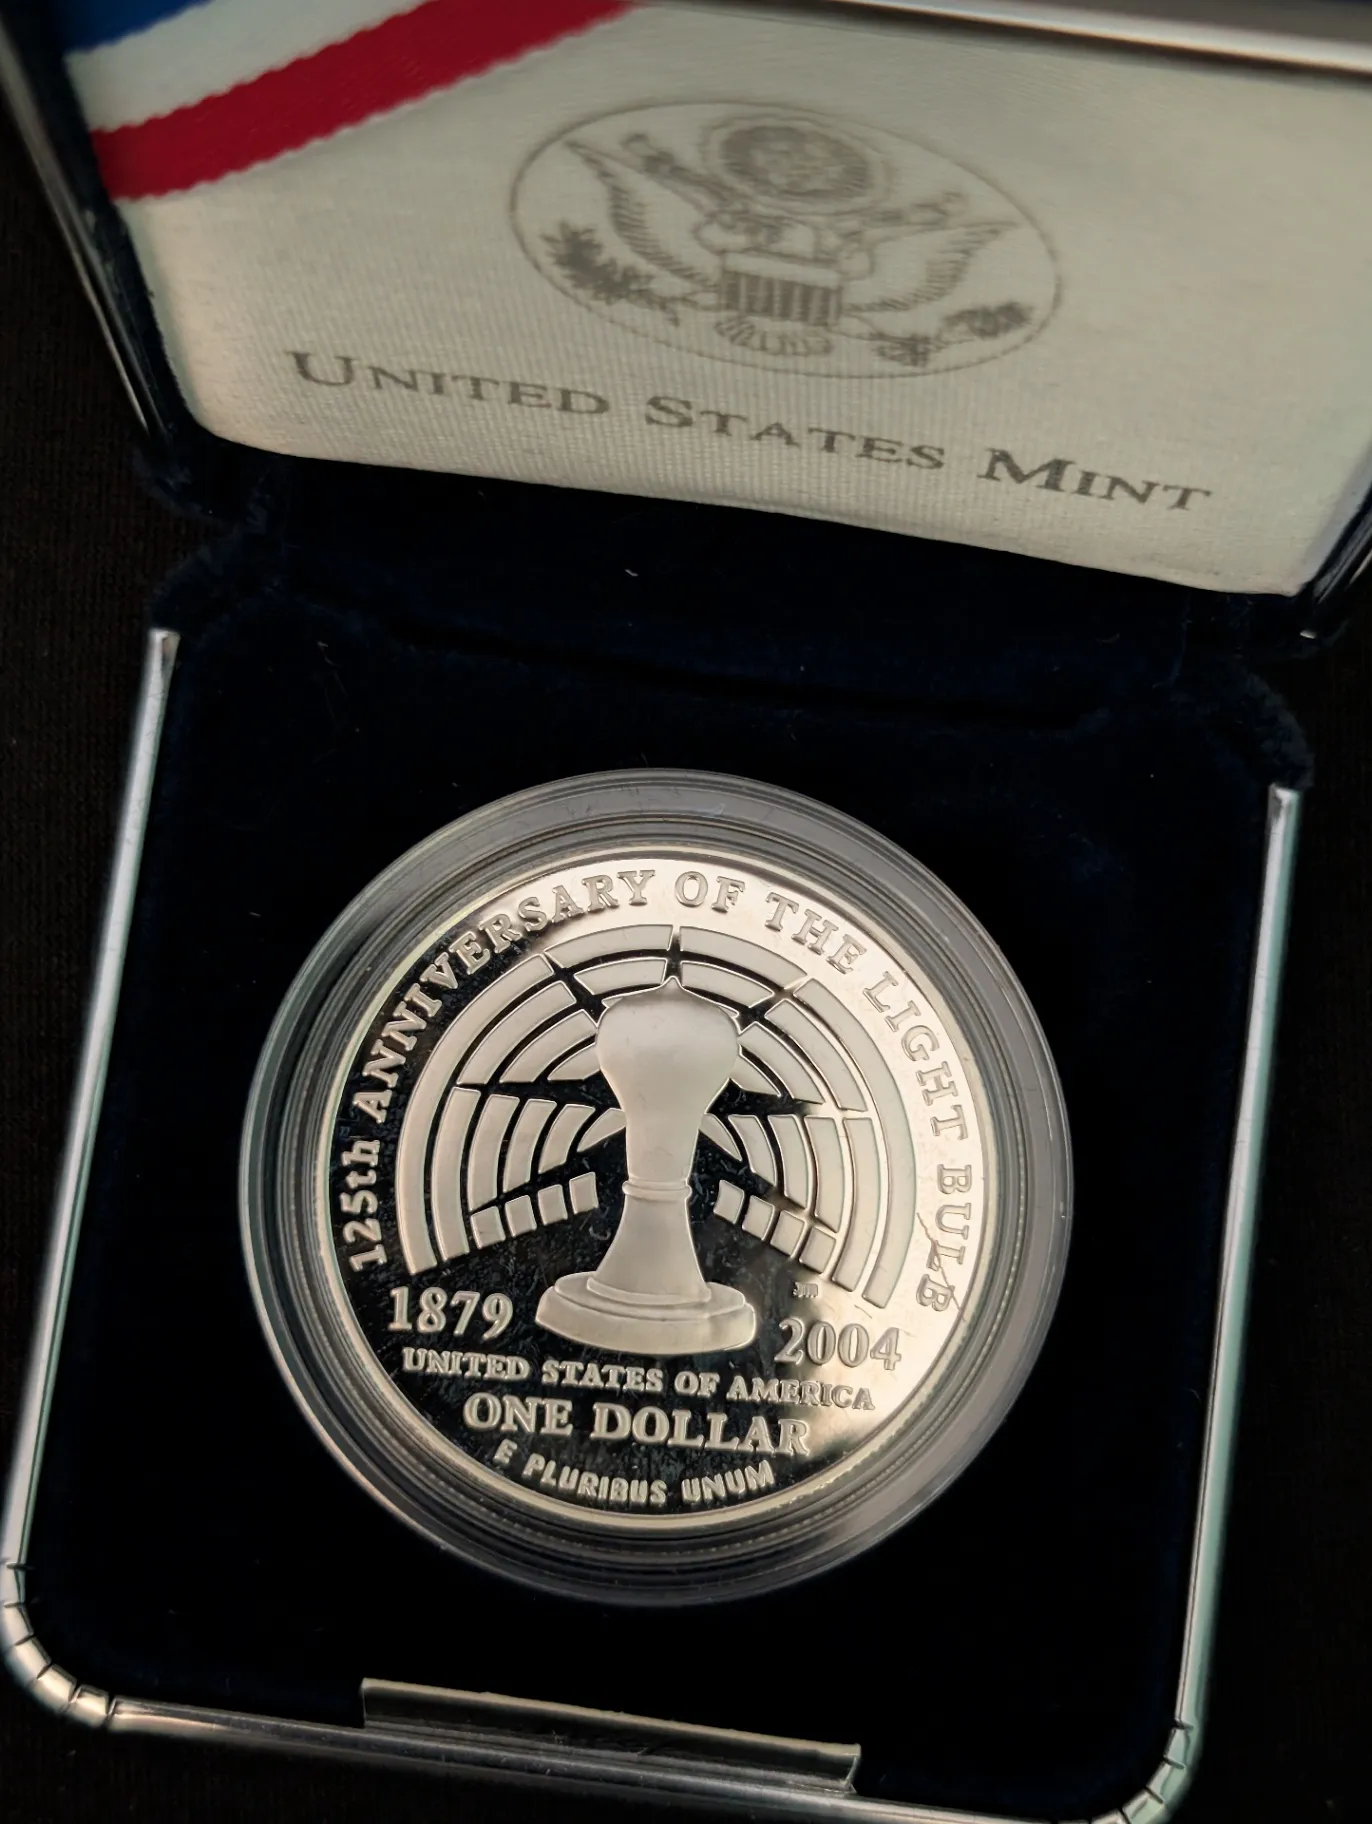 UNITED STATES MINT
125th ANNIVERSARY OF THE LIGHT BULB
1879
2004
UNITED STATES OF AMERICA
ONE DOLLAR
E PLURIBUS UNUM